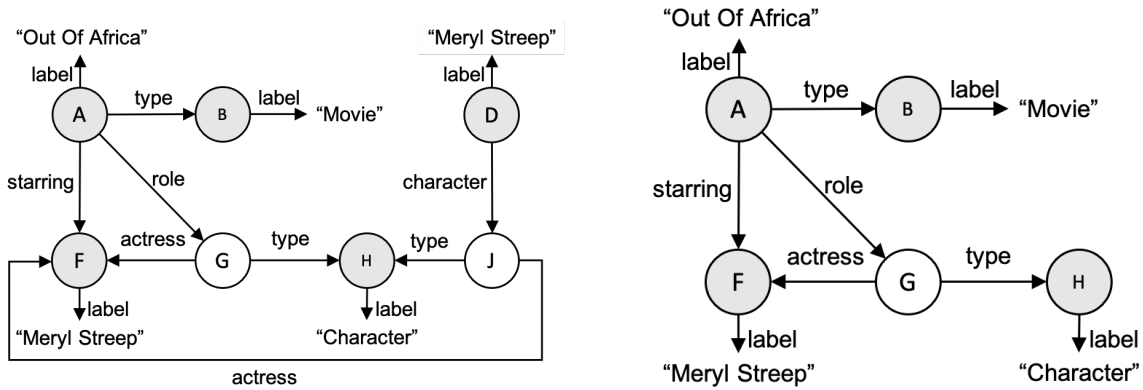 “Out Of Africa”
label
A
type
B
label
“Movie”
“Meryl Streep”
label
D
starring
role
character
F
actress
G
type
H
type
J
label
“Meryl Streep”
label
“Character”
actress
“Out Of Africa”
label
A
type
B
label
“Movie”
starring
role
F
actress
G
type
H
label
“Meryl Streep”
label
“Character”